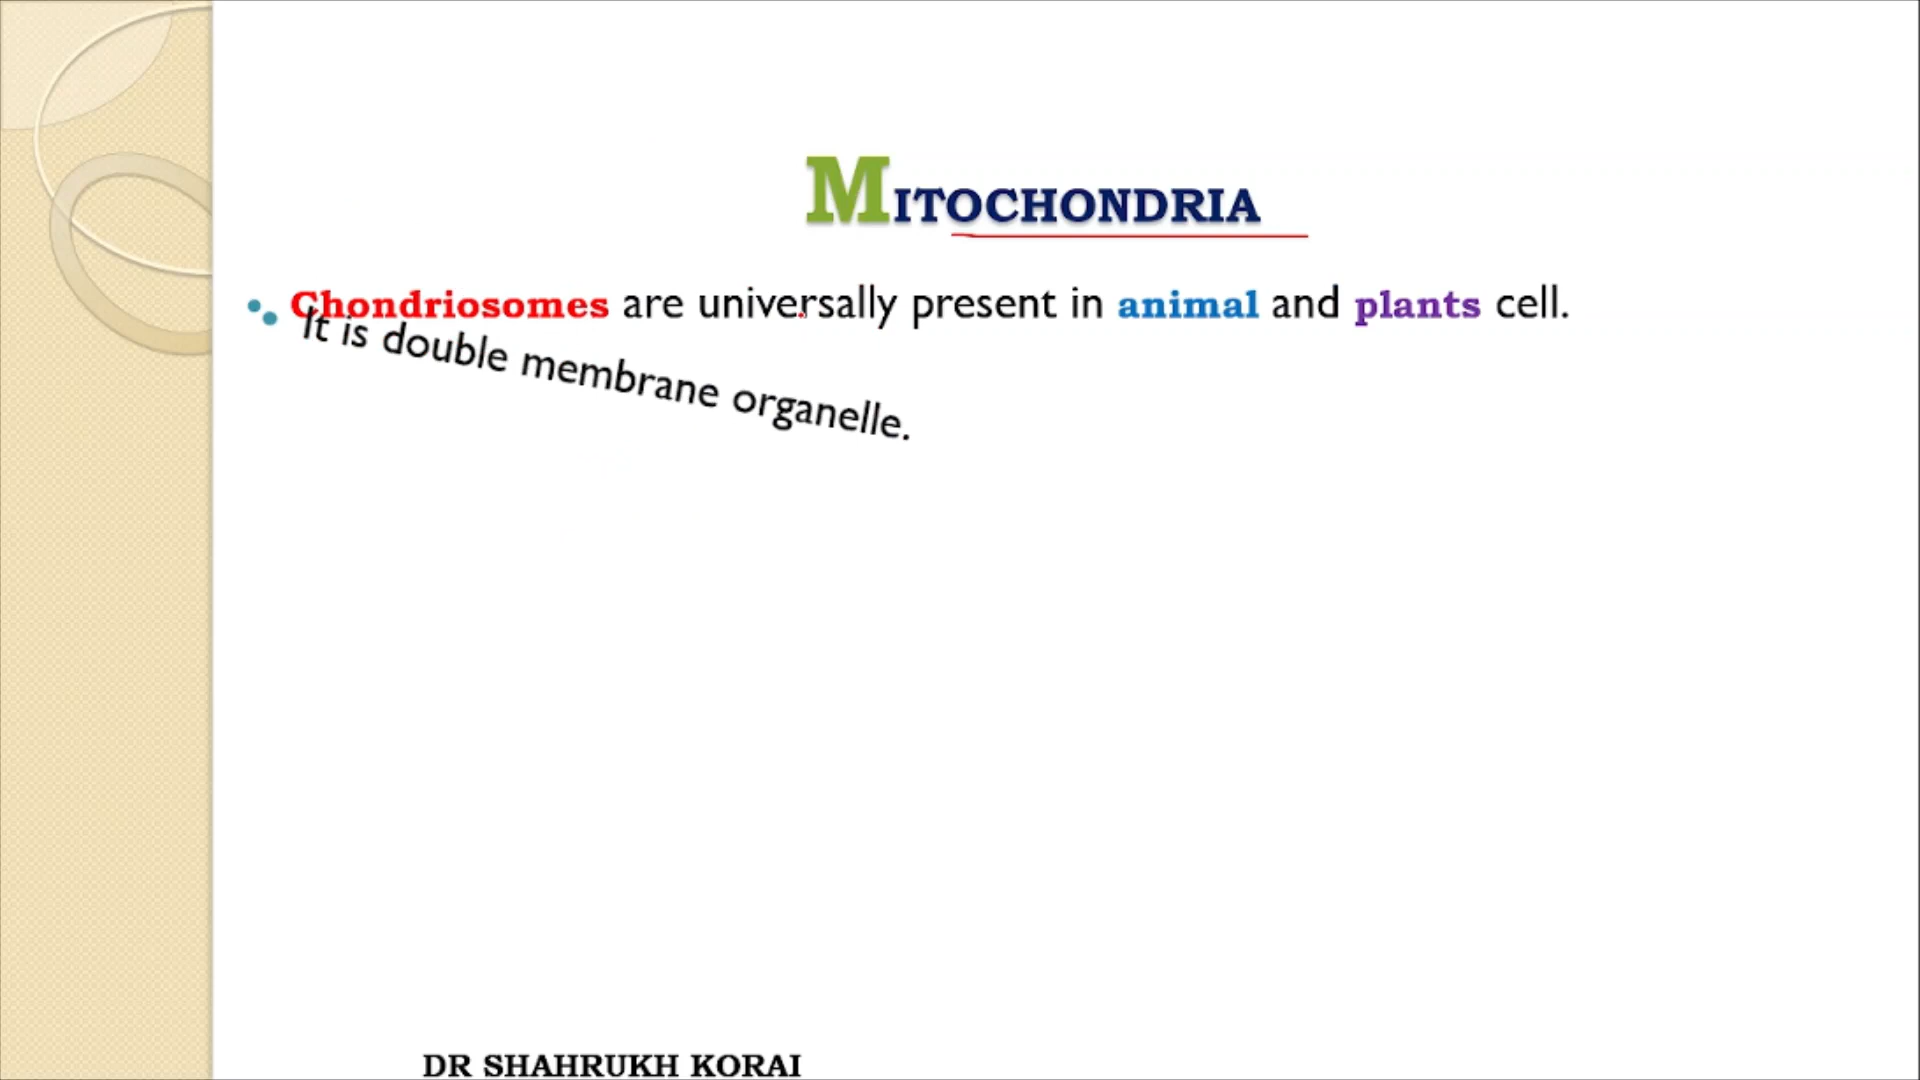 MITOCHONDRIA
Chondriosomes are universally present in animal and plants cell.
It is double membrane organelle.
DR SHAHRUKH KORAI